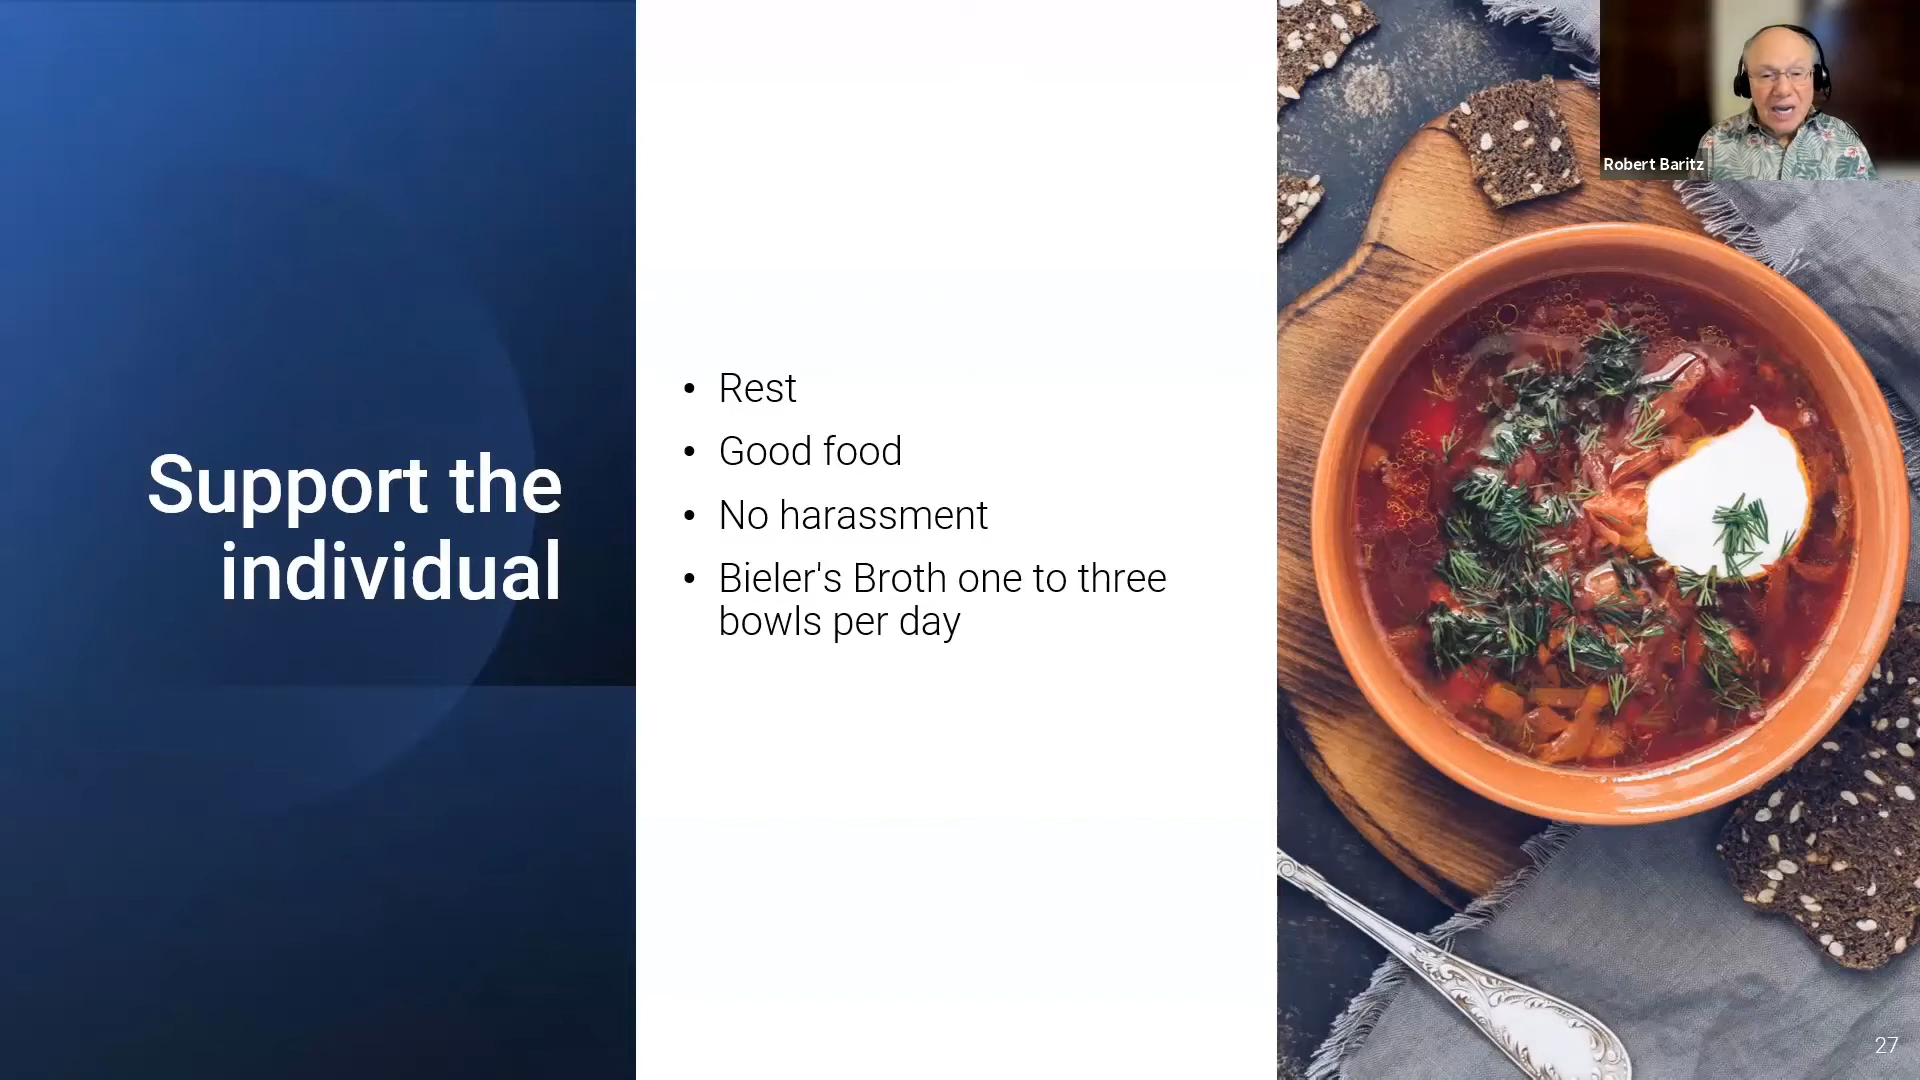 Support the
individual
• Rest
• Good food
• No harassment
• Bieler's Broth one to three
bowls per day
Robert Baritz
27